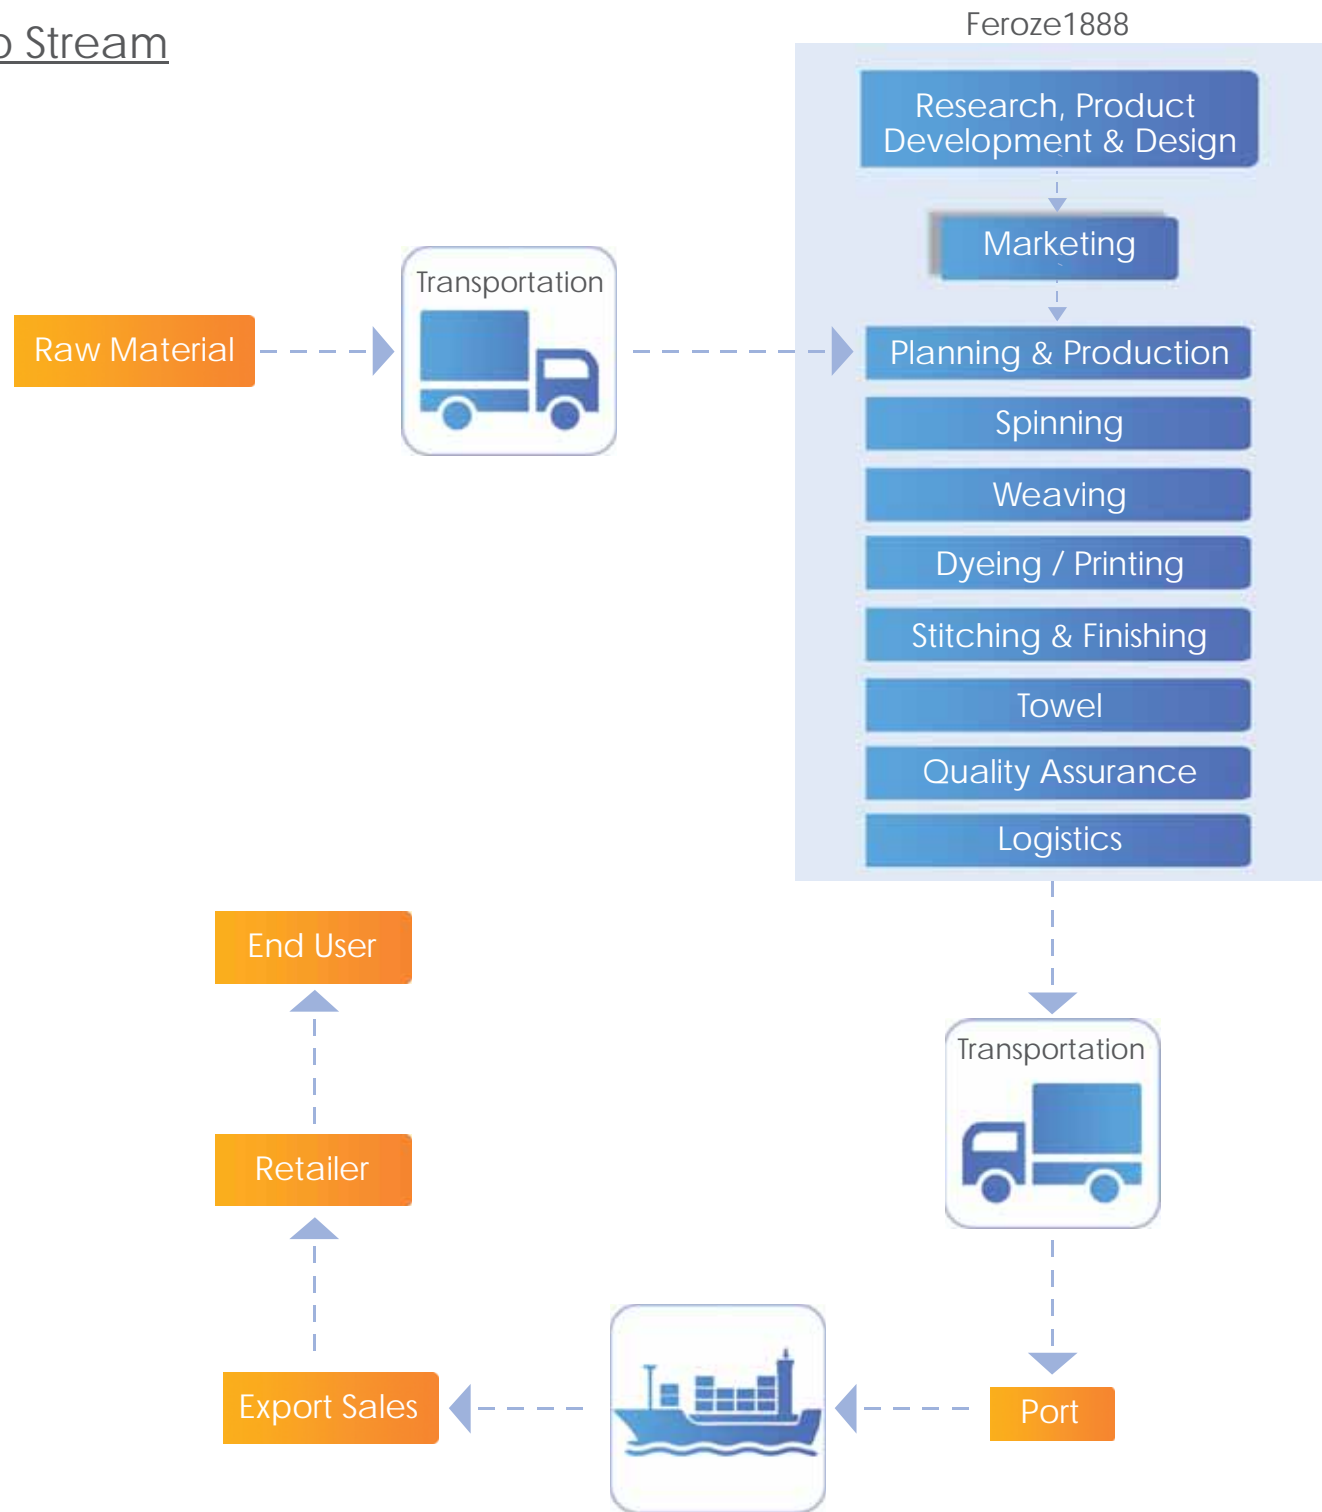 Stream
Feroze1888
Research, Product
Development & Design
Marketing
Transportation
Raw Material
Planning & Production
Spinning
Weaving
Dyeing / Printing
Stitching & Finishing
Towel
Quality Assurance
Logistics
End User
Transportation
Retailer
Export Sales
Port